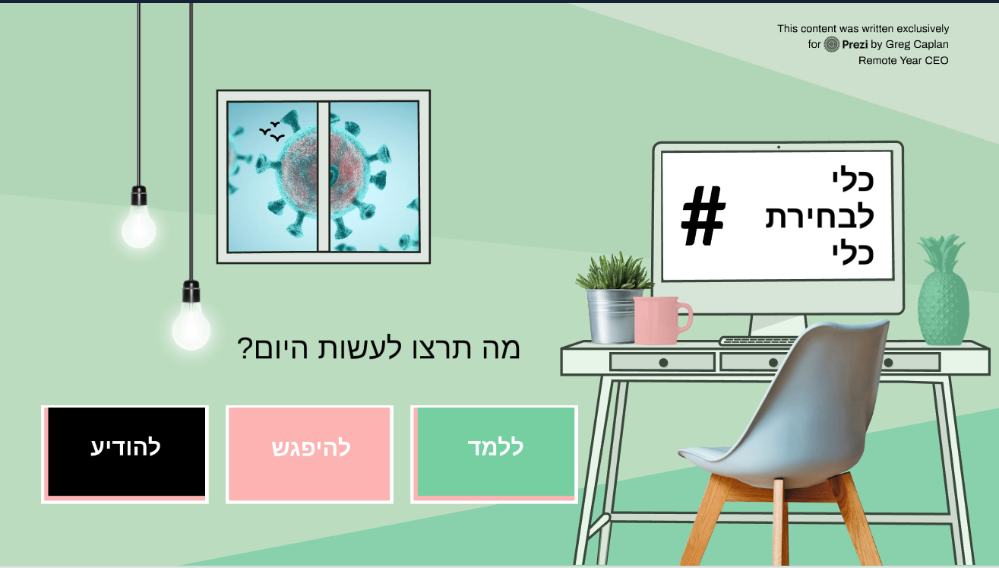 This content was written exclusively
for Prezi by Greg Caplan
Remote Year CEO
כלי
לבחירת
כלי
#
מה תרצו לעשות היום?
ללמד
להיפגש
להודיע